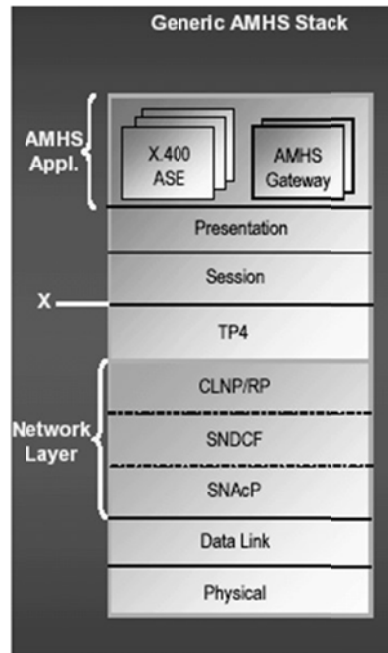 Generic AMHS Stack
AMHS
Appl.
X.400
ASE
AMHS
Gateway
Presentation
Session
X
TP4
CLNP/RP
Network
Layer
SNDCF
SNAcP
Data Link
Physical